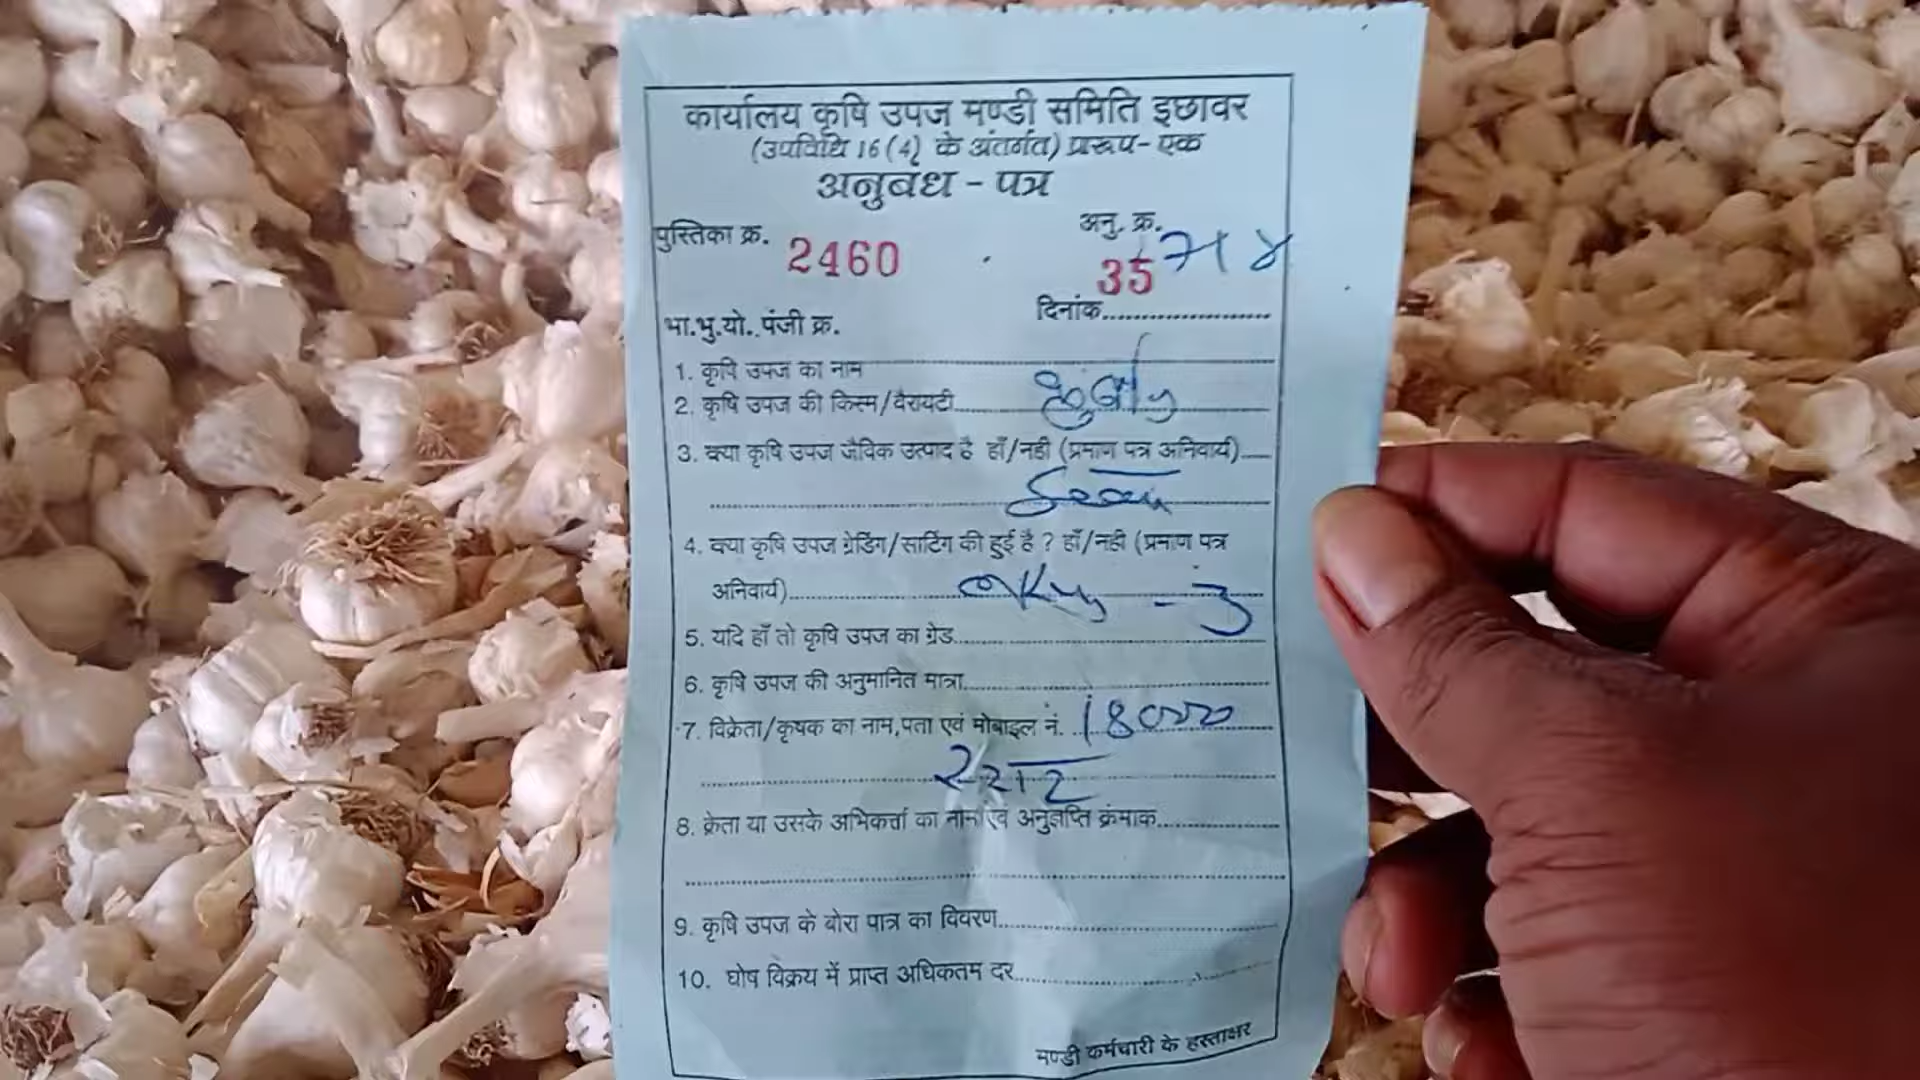 कार्यालय कृषि उपज मण्डी समिति इछावर
(उपविधि 16 (4) के अंतर्गत) प्रारूप- एक
अनुबंध - पत्र
पुस्तिका क्र. 2460
अनु. क्र. 35
भा.भु.यो. पंजी क्र.
दिनांक
1. कृषि उपज का नाम
2. कृषि उपज की किस्म/वैरायटी
3. क्या कृषि उपज जैविक उत्पाद है हाँ/नही (प्रमाण पत्र अनिवार्य)
4. क्या कृषि उपज ग्रेडिंग/सार्टिंग की हुई है ? हाँ/नही (प्रमाण पत्र
अनिवार्य)
5. यदि हाँ तो कृषि उपज का ग्रेड
6. कृषि उपज की अनुमानित मात्रा
7. विक्रेता/कृषक का नाम,पता एवं मोबाइल नं. 18000
8. क्रेता या उसके अभिकर्त्ता का नाम एवं अनुज्ञप्ति क्रंमाक
9. कृषि उपज के बोरा पात्र का विवरण
10. घोष विक्रय में प्राप्त अधिकतम दर
मण्डी कर्मचारी के हस्ताक्षर